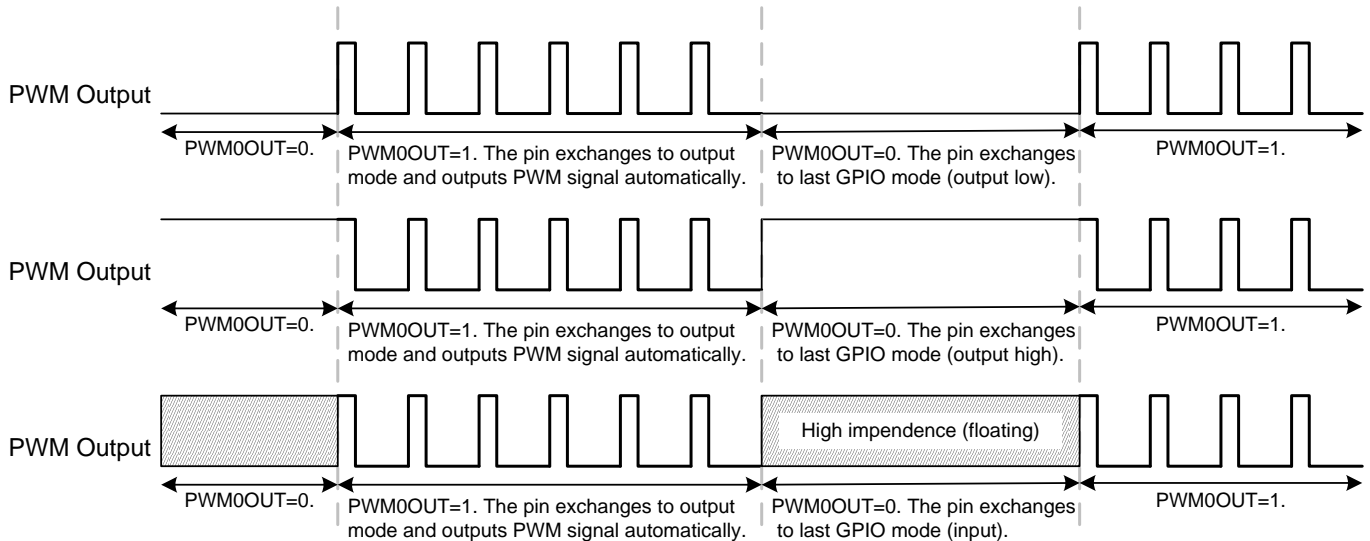 PWM Output
PWM0OUT=0.
PWM0OUT=1. The pin exchanges to output
mode and outputs PWM signal automatically.
PWM0OUT=0. The pin exchanges
to last GPIO mode (output low).
PWM0OUT=1.
PWM Output
PWM0OUT=0.
PWM0OUT=1. The pin exchanges to output
mode and outputs PWM signal automatically.
PWM0OUT=0. The pin exchanges
to last GPIO mode (output high).
PWM0OUT=1.
PWM Output
High impendence (floating)
PWM0OUT=0.
PWM0OUT=1. The pin exchanges to output
mode and outputs PWM signal automatically.
PWM0OUT=0. The pin exchanges
to last GPIO mode (input).
PWM0OUT=1.